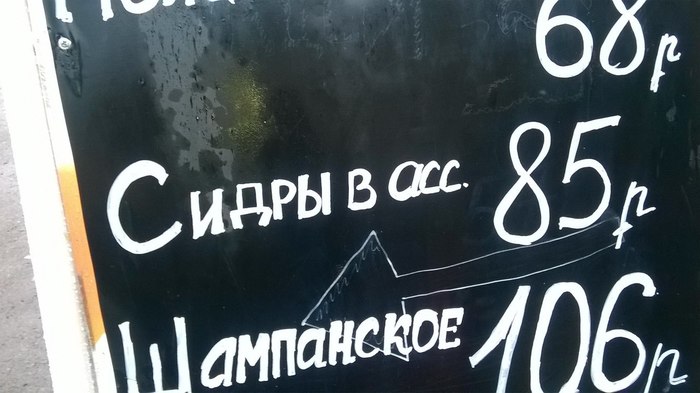 68р
Сидры в асс. 85р
Шампанское 106р